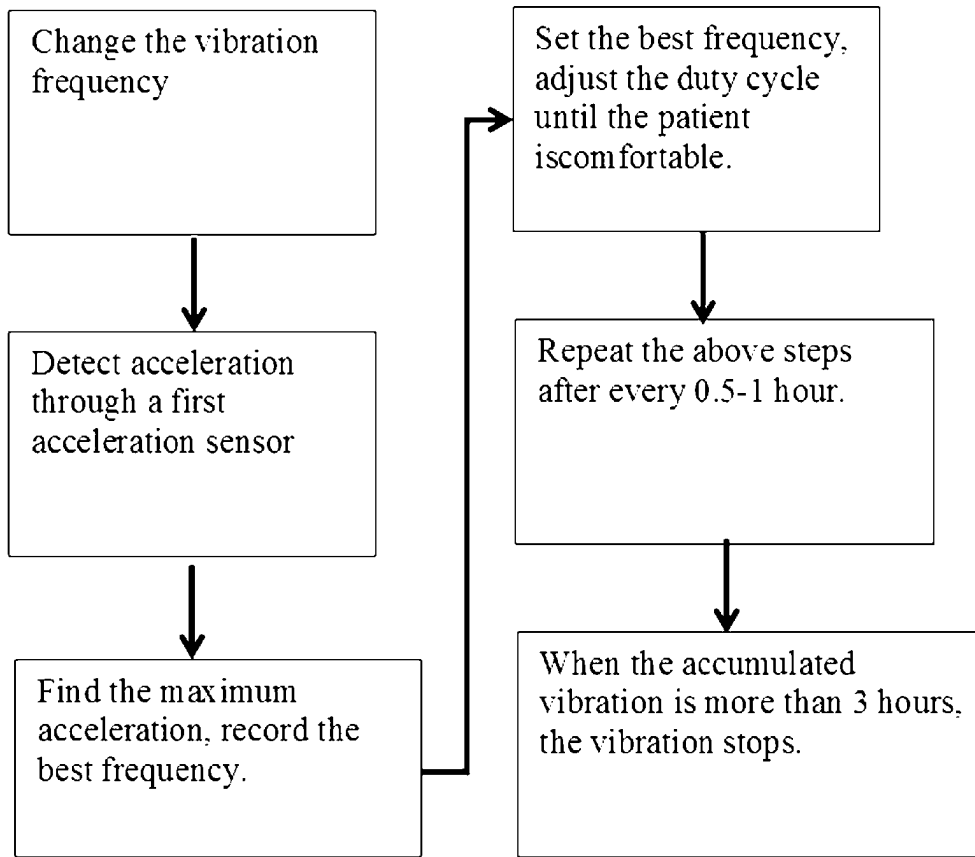 Change the vibration
frequency
Detect acceleration
through a first
acceleration sensor
Find the maximum
acceleration, record the
best frequency.
Set the best frequency,
adjust the duty cycle
until the patient
iscomfortable.
Repeat the above steps
after every 0.5-1 hour.
When the accumulated
vibration is more than 3 hours,
the vibration stops.